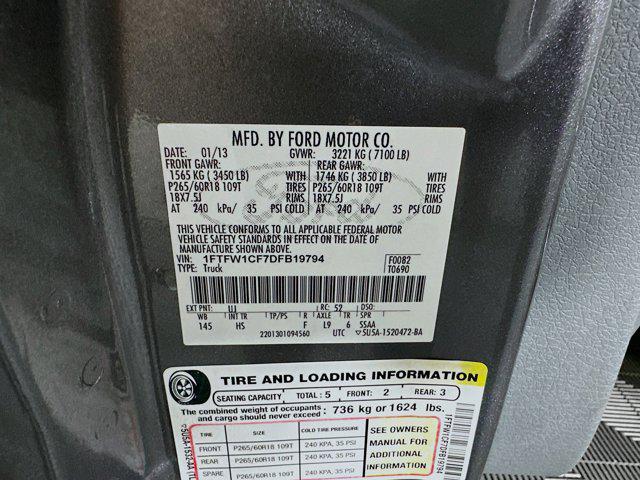 MFD. BY FORD MOTOR CO.
DATE: 01/13 GVWR: 3221 KG ( 7100 LB)
FRONT GAWR: REAR GAWR:
1565 KG ( 3450 LB) WITH 1746 KG ( 3850 LB) WITH
P265/60R18 109T TIRES P265/60R18 109T TIRES
18X7.5J RIMS 18X7.5J RIMS
AT 240 kPa/ 35 PSI COLD AT 240 kPa/ 35 PSI COLD
THIS VEHICLE CONFORMS TO ALL APPLICABLE FEDERAL MOTOR
VEHICLE SAFETY STANDARDS IN EFFECT ON THE DATE OF MANUFACTURE SHOWN ABOVE.
VIN: 1FTFW1CF7DFB19794 F0082
TYPE: Truck T0690
EXT PNT: UJ RC: 52 DSO:
WB INT TR TP/PS R AXLE TR SPR
145 HS F L9 6 SSAA
2201301094560 UTC 5U5A-1520472-BA
TIRE AND LOADING INFORMATION
SEATING CAPACITY TOTAL : 5 FRONT: 2 REAR: 3
The combined weight of occupants and cargo should never exceed: 736 kg or 1624 lbs.
TIRE SIZE COLD TIRE PRESSURE
FRONT P265/60R18 109T 240 KPA, 35 PSI
REAR P265/60R18 109T 240 KPA, 35 PSI
SPARE P265/60R18 109T 240 KPA, 35 PSI
SEE OWNERS
MANUAL FOR
ADDITIONAL
INFORMATION
1FTFW1CF7DFB19794